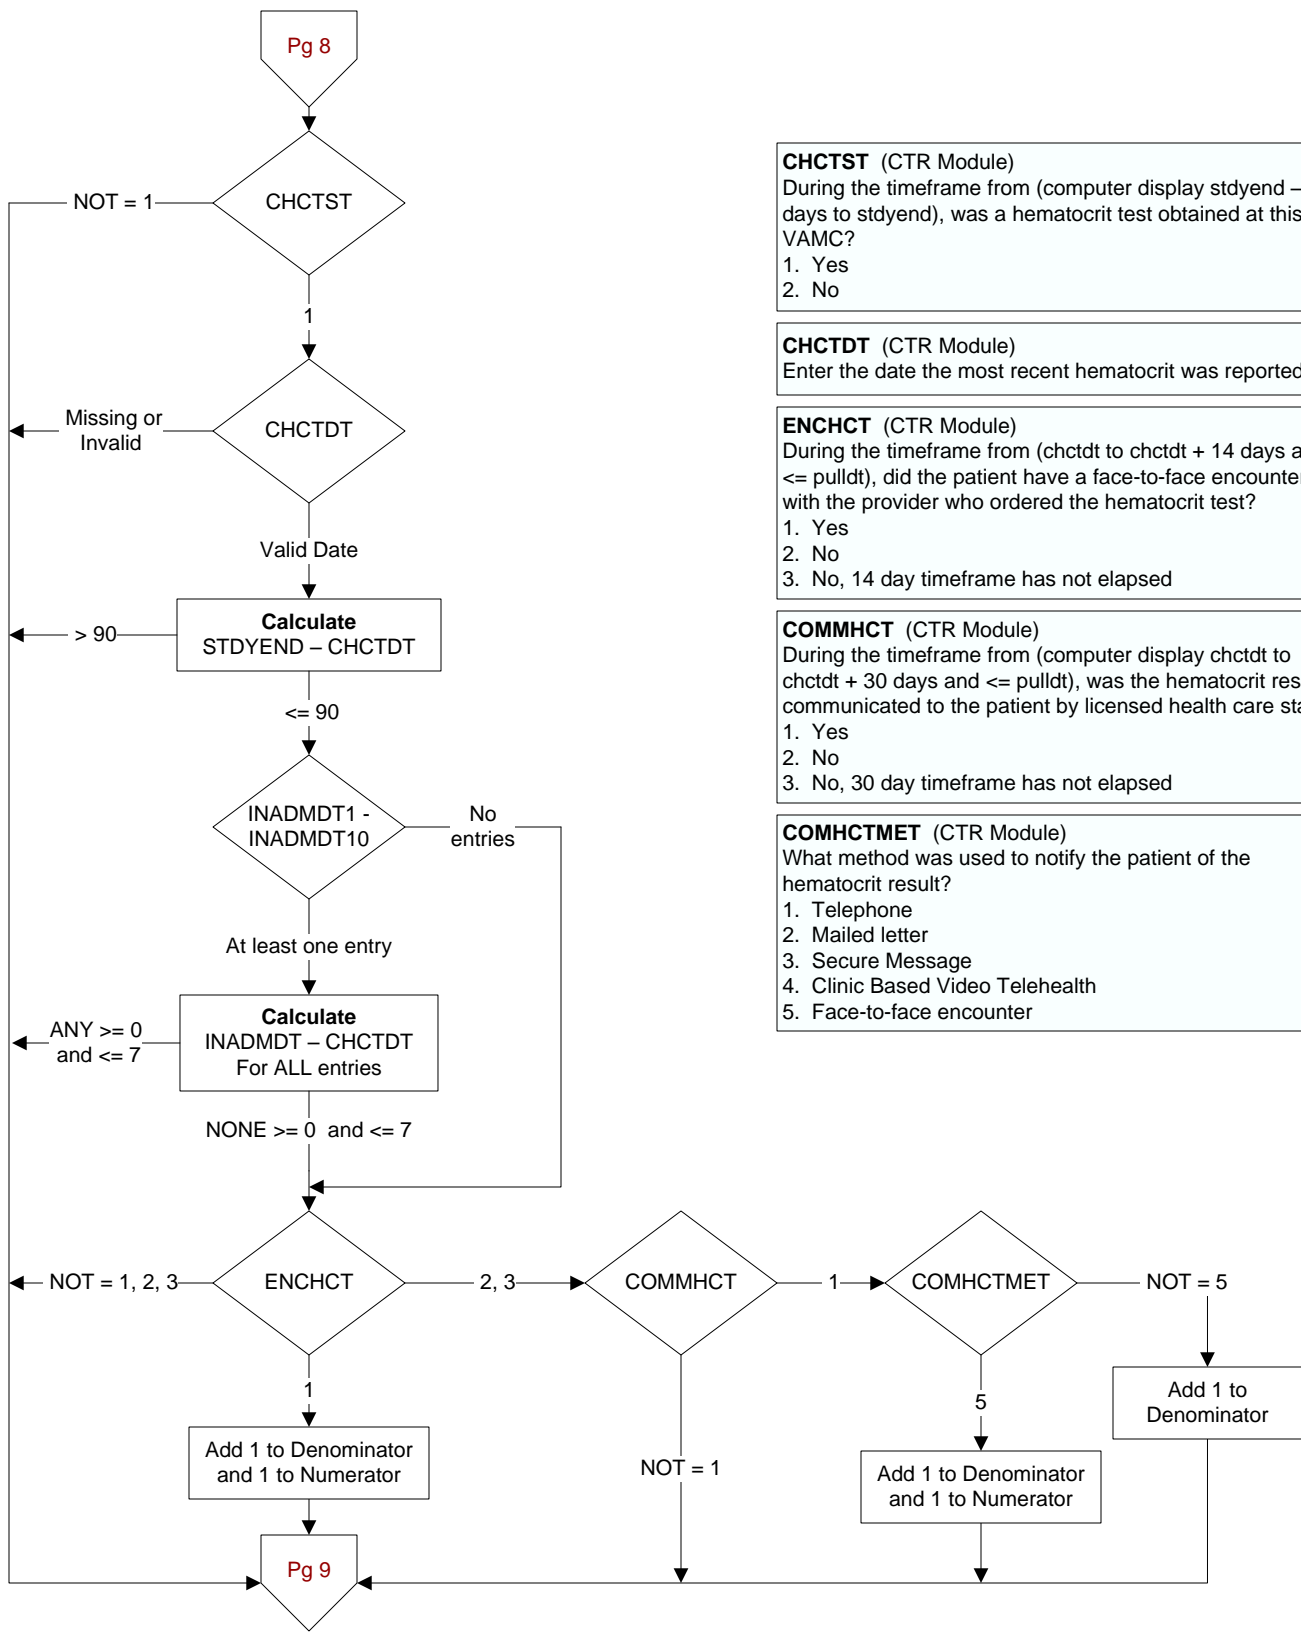 Pg 8
CHCTST
NOT = 1
1
CHCTDT
Missing or
Invalid
Valid Date
Calculate
STDYEND – CHCTDT
> 90
<= 90
INADMDT1 -
INADMDT10
No
entries
At least one entry
Calculate
INADMDT – CHCTDT
For ALL entries
ANY >= 0
and <= 7
NONE >= 0 and <= 7
ENCHCT
NOT = 1, 2, 3
2, 3
COMMHCT
1
COMHCTMET
NOT = 5
1
Add 1 to Denominator
and 1 to Numerator
NOT = 1
5
Add 1 to Denominator
and 1 to Numerator
Add 1 to
Denominator
Pg 9
CHCTST (CTR Module)
During the timeframe from (computer display stdyend –
days to stdyend), was a hematocrit test obtained at this
VAMC?
1. Yes
2. No
CHCTDT (CTR Module)
Enter the date the most recent hematocrit was reported
ENCHCT (CTR Module)
During the timeframe from (chctdt to chctdt + 14 days
<= pulldt), did the patient have a face-to-face encounter
with the provider who ordered the hematocrit test?
1. Yes
2. No
3. No, 14 day timeframe has not elapsed
COMMHCT (CTR Module)
During the timeframe from (computer display chctdt to
chctdt + 30 days and <= pulldt), was the hematocrit
communicated to the patient by licensed health care
1. Yes
2. No
3. No, 30 day timeframe has not elapsed
COMHCTMET (CTR Module)
What method was used to notify the patient of the
hematocrit result?
1. Telephone
2. Mailed letter
3. Secure Message
4. Clinic Based Video Telehealth
5. Face-to-face encounter